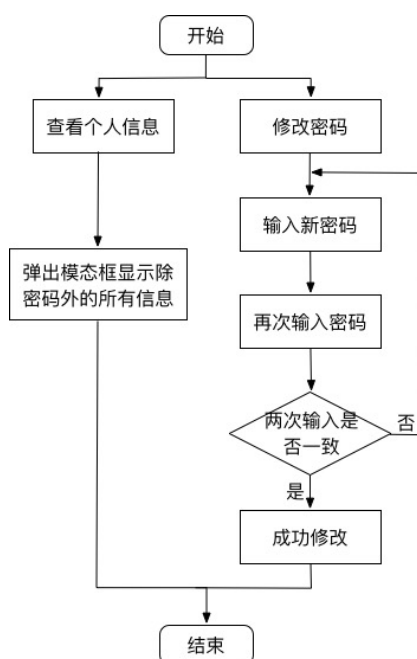 开始
查看个人信息
修改密码
输入新密码
弹出模态框显示除
密码外的所有信息
再次输入密码
两次输入是
否一致
否
是
成功修改
结束